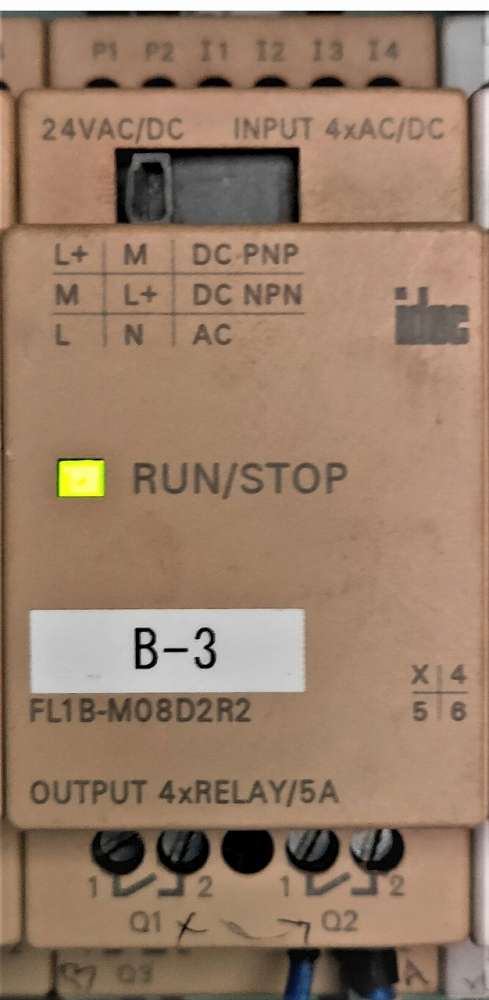 P1 P2 I1 I2 I3 I4
24VAC/DC INPUT 4xAC/DC
L+ M DC PNP
M L+ DC NPN
L N AC
idec
RUN/STOP
B-3
FL1B-M08D2R2
X 4
5 6
OUTPUT 4xRELAY/5A
1 2 1 2
Q1 Q2
Q3